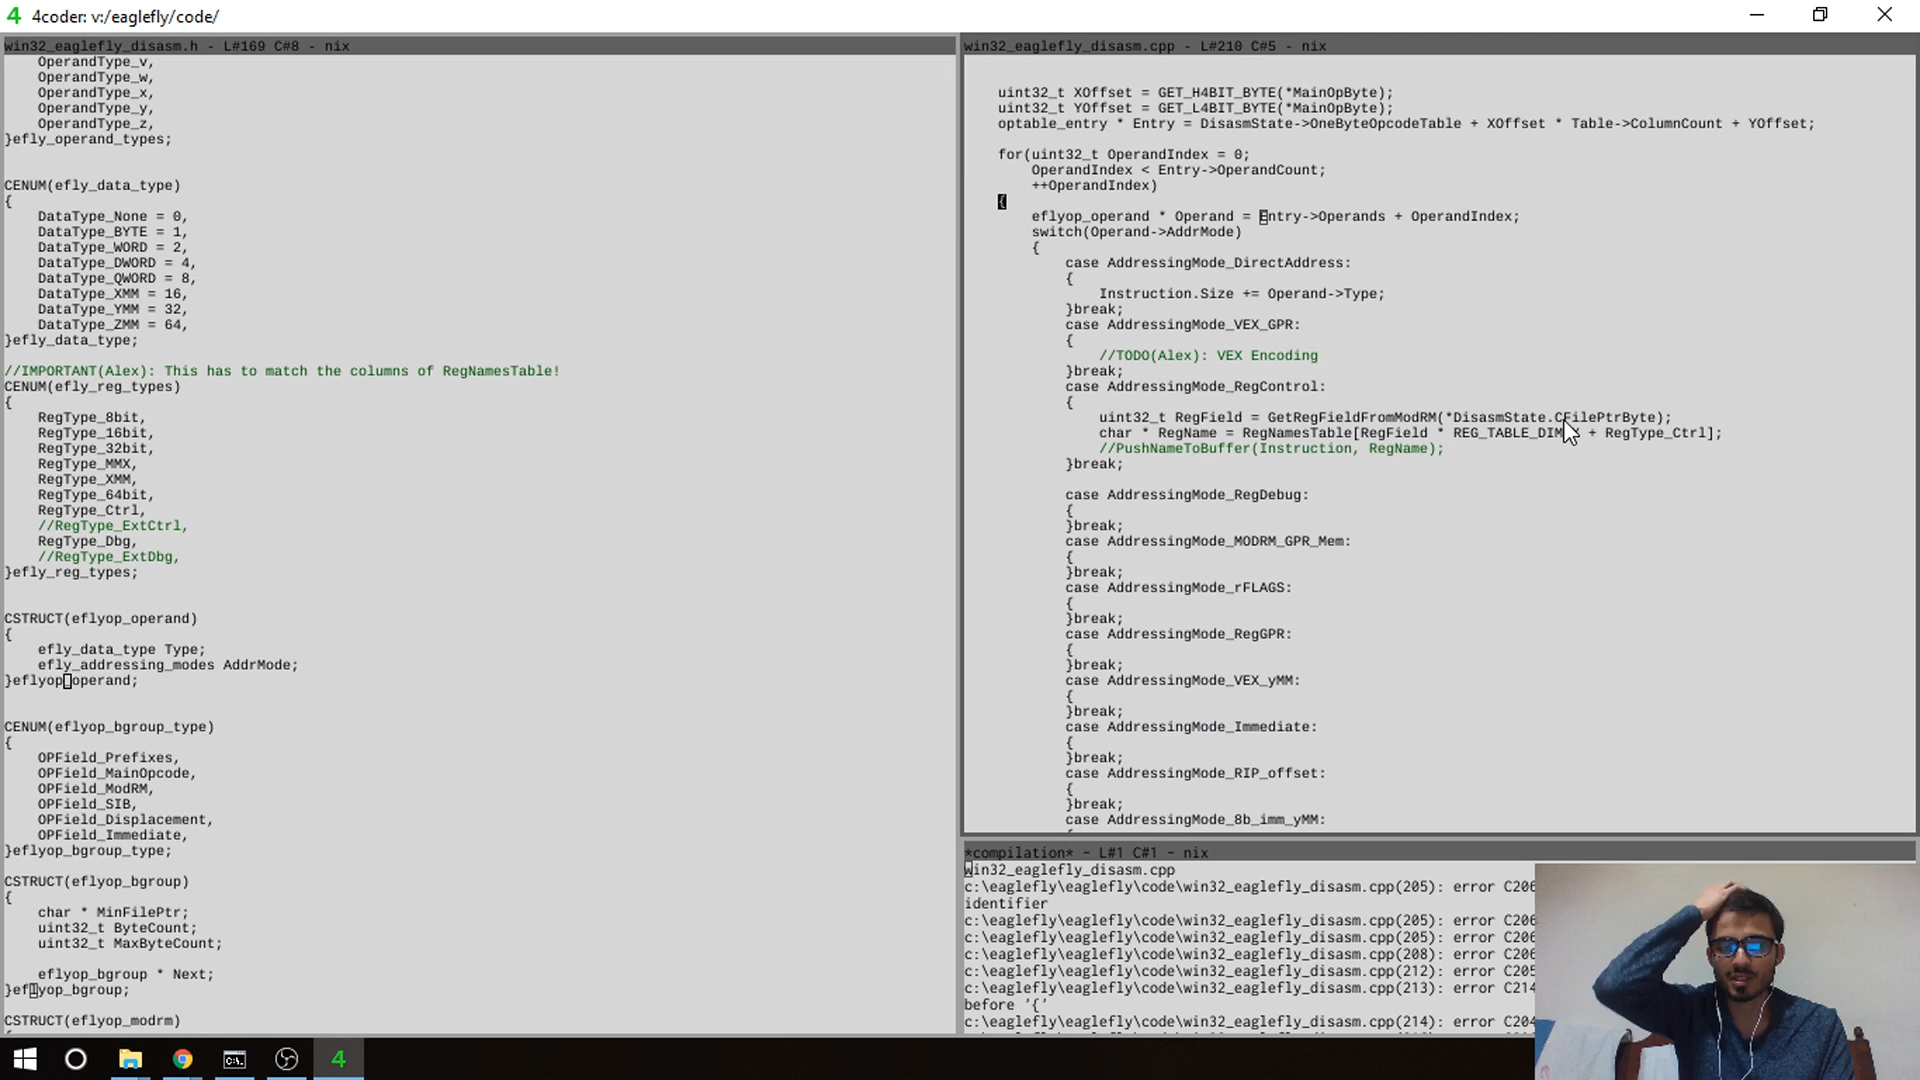 4coder: v:/eaglefly/code/
win32_eaglefly_disasm.h - L#169 C#8 - nix
OperandType_v,
OperandType_w,
OperandType_x,
OperandType_y,
OperandType_z,
}efly_operand_types;
CENUM(efly_data_type)
{
DataType_None = 0,
DataType_BYTE = 1,
DataType_WORD = 2,
DataType_DWORD = 4,
DataType_QWORD = 8,
DataType_XMM = 16,
DataType_YMM = 32,
DataType_ZMM = 64,
}efly_data_type;
//IMPORTANT(Alex): This has to match the columns of RegNamesTable!
CENUM(efly_reg_types)
{
RegType_8bit,
RegType_16bit,
RegType_32bit,
RegType_MMX,
RegType_XMM,
RegType_64bit,
RegType_Ctrl,
//RegType_ExtCtrl,
RegType_Dbg,
//RegType_ExtDbg,
}efly_reg_types;
CSTRUCT(eflyop_operand)
{
efly_data_type Type;
efly_addressing_modes AddrMode;
}eflyop_operand;
CENUM(eflyop_bgroup_type)
{
OPField_Prefixes,
OPField_MainOpcode,
OPField_ModRM,
OPField_SIB,
OPField_Displacement,
OPField_Immediate,
}eflyop_bgroup_type;
CSTRUCT(eflyop_bgroup)
{
char * MinFilePtr;
uint32_t ByteCount;
uint32_t MaxByteCount;
eflyop_bgroup * Next;
}eflyop_bgroup;
CSTRUCT(eflyop_modrm)
win32_eaglefly_disasm.cpp - L#210 C#5 - nix
uint32_t XOffset = GET_H4BIT_BYTE(*MainOpByte);
uint32_t YOffset = GET_L4BIT_BYTE(*MainOpByte);
optable_entry * Entry = DisasmState->OneByteOpcodeTable + XOffset * Table->ColumnCount + YOffset;
for(uint32_t OperandIndex = 0;
OperandIndex < Entry->OperandCount;
++OperandIndex)
{
eflyop_operand * Operand = Entry->Operands + OperandIndex;
switch(Operand->AddrMode)
{
case AddressingMode_DirectAddress:
{
Instruction.Size += Operand->Type;
}break;
case AddressingMode_VEX_GPR:
{
//TODO(Alex): VEX Encoding
}break;
case AddressingMode_RegControl:
{
uint32_t RegField = GetRegFieldFromModRM(*DisasmState.CFilePtrByte);
char * RegName = RegNamesTable[RegField * REG_TABLE_DIM + RegType_Ctrl];
//PushNameToBuffer(Instruction, RegName);
}break;
case AddressingMode_RegDebug:
{
}break;
case AddressingMode_MODRM_GPR_Mem:
{
}break;
case AddressingMode_rFLAGS:
{
}break;
case AddressingMode_RegGPR:
{
}break;
case AddressingMode_VEX_yMM:
{
}break;
case AddressingMode_Immediate:
{
}break;
case AddressingMode_RIP_offset:
{
}break;
case AddressingMode_8b_imm_yMM:
*compilation* - L#1 C#1 - nix
win32_eaglefly_disasm.cpp
c:\eaglefly\eaglefly\code\win32_eaglefly_disasm.cpp(205): error C206
identifier
c:\eaglefly\eaglefly\code\win32_eaglefly_disasm.cpp(205): error C206
c:\eaglefly\eaglefly\code\win32_eaglefly_disasm.cpp(205): error C206
c:\eaglefly\eaglefly\code\win32_eaglefly_disasm.cpp(208): error C206
c:\eaglefly\eaglefly\code\win32_eaglefly_disasm.cpp(212): error C205
c:\eaglefly\eaglefly\code\win32_eaglefly_disasm.cpp(213): error C214
before '{'
c:\eaglefly\eaglefly\code\win32_eaglefly_disasm.cpp(214): error C204